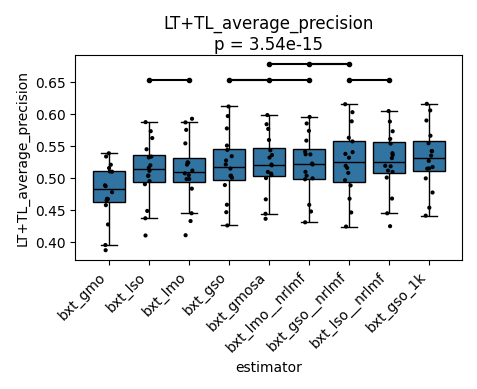 LT+TL_average_precision
p = 3.54e-15
LT+TL_average_precision
0.65
0.60
0.55
0.50
0.45
0.40
bxt_gmo
bxt_lso
bxt_lmo
bxt_gso
bxt_gmosa
bxt_lmo__nrlmf
bxt_gso__nrlmf
bxt_lso__nrlmf
bxt_gso_1k
estimator